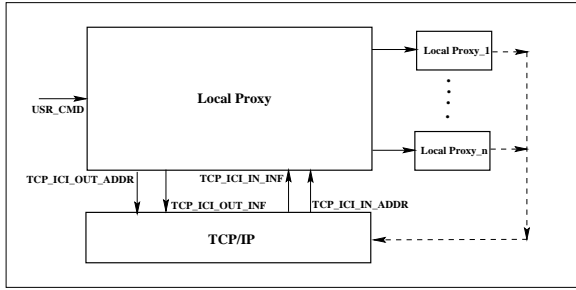 Local Proxy_1
Local Proxy
USR_CMD
Local Proxy_n
TCP_ICI_OUT_ADDR
TCP_ICI_IN_INF
TCP_ICI_OUT_INF
TCP_ICI_IN_ADDR
TCP/IP